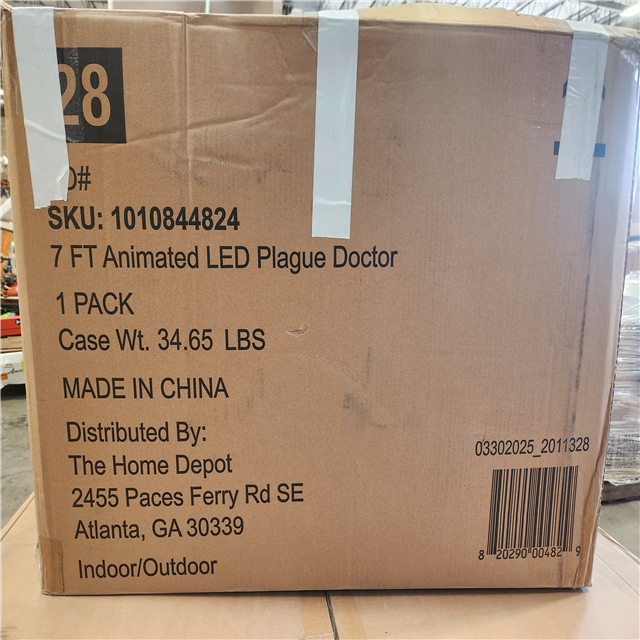 28
O#
SKU: 1010844824
7 FT Animated LED Plague Doctor
1 PACK
Case Wt. 34.65 LBS
MADE IN CHINA
Distributed By:
The Home Depot
2455 Paces Ferry Rd SE
Atlanta, GA 30339
Indoor/Outdoor
03302025_2011328
8 20290 00482 9